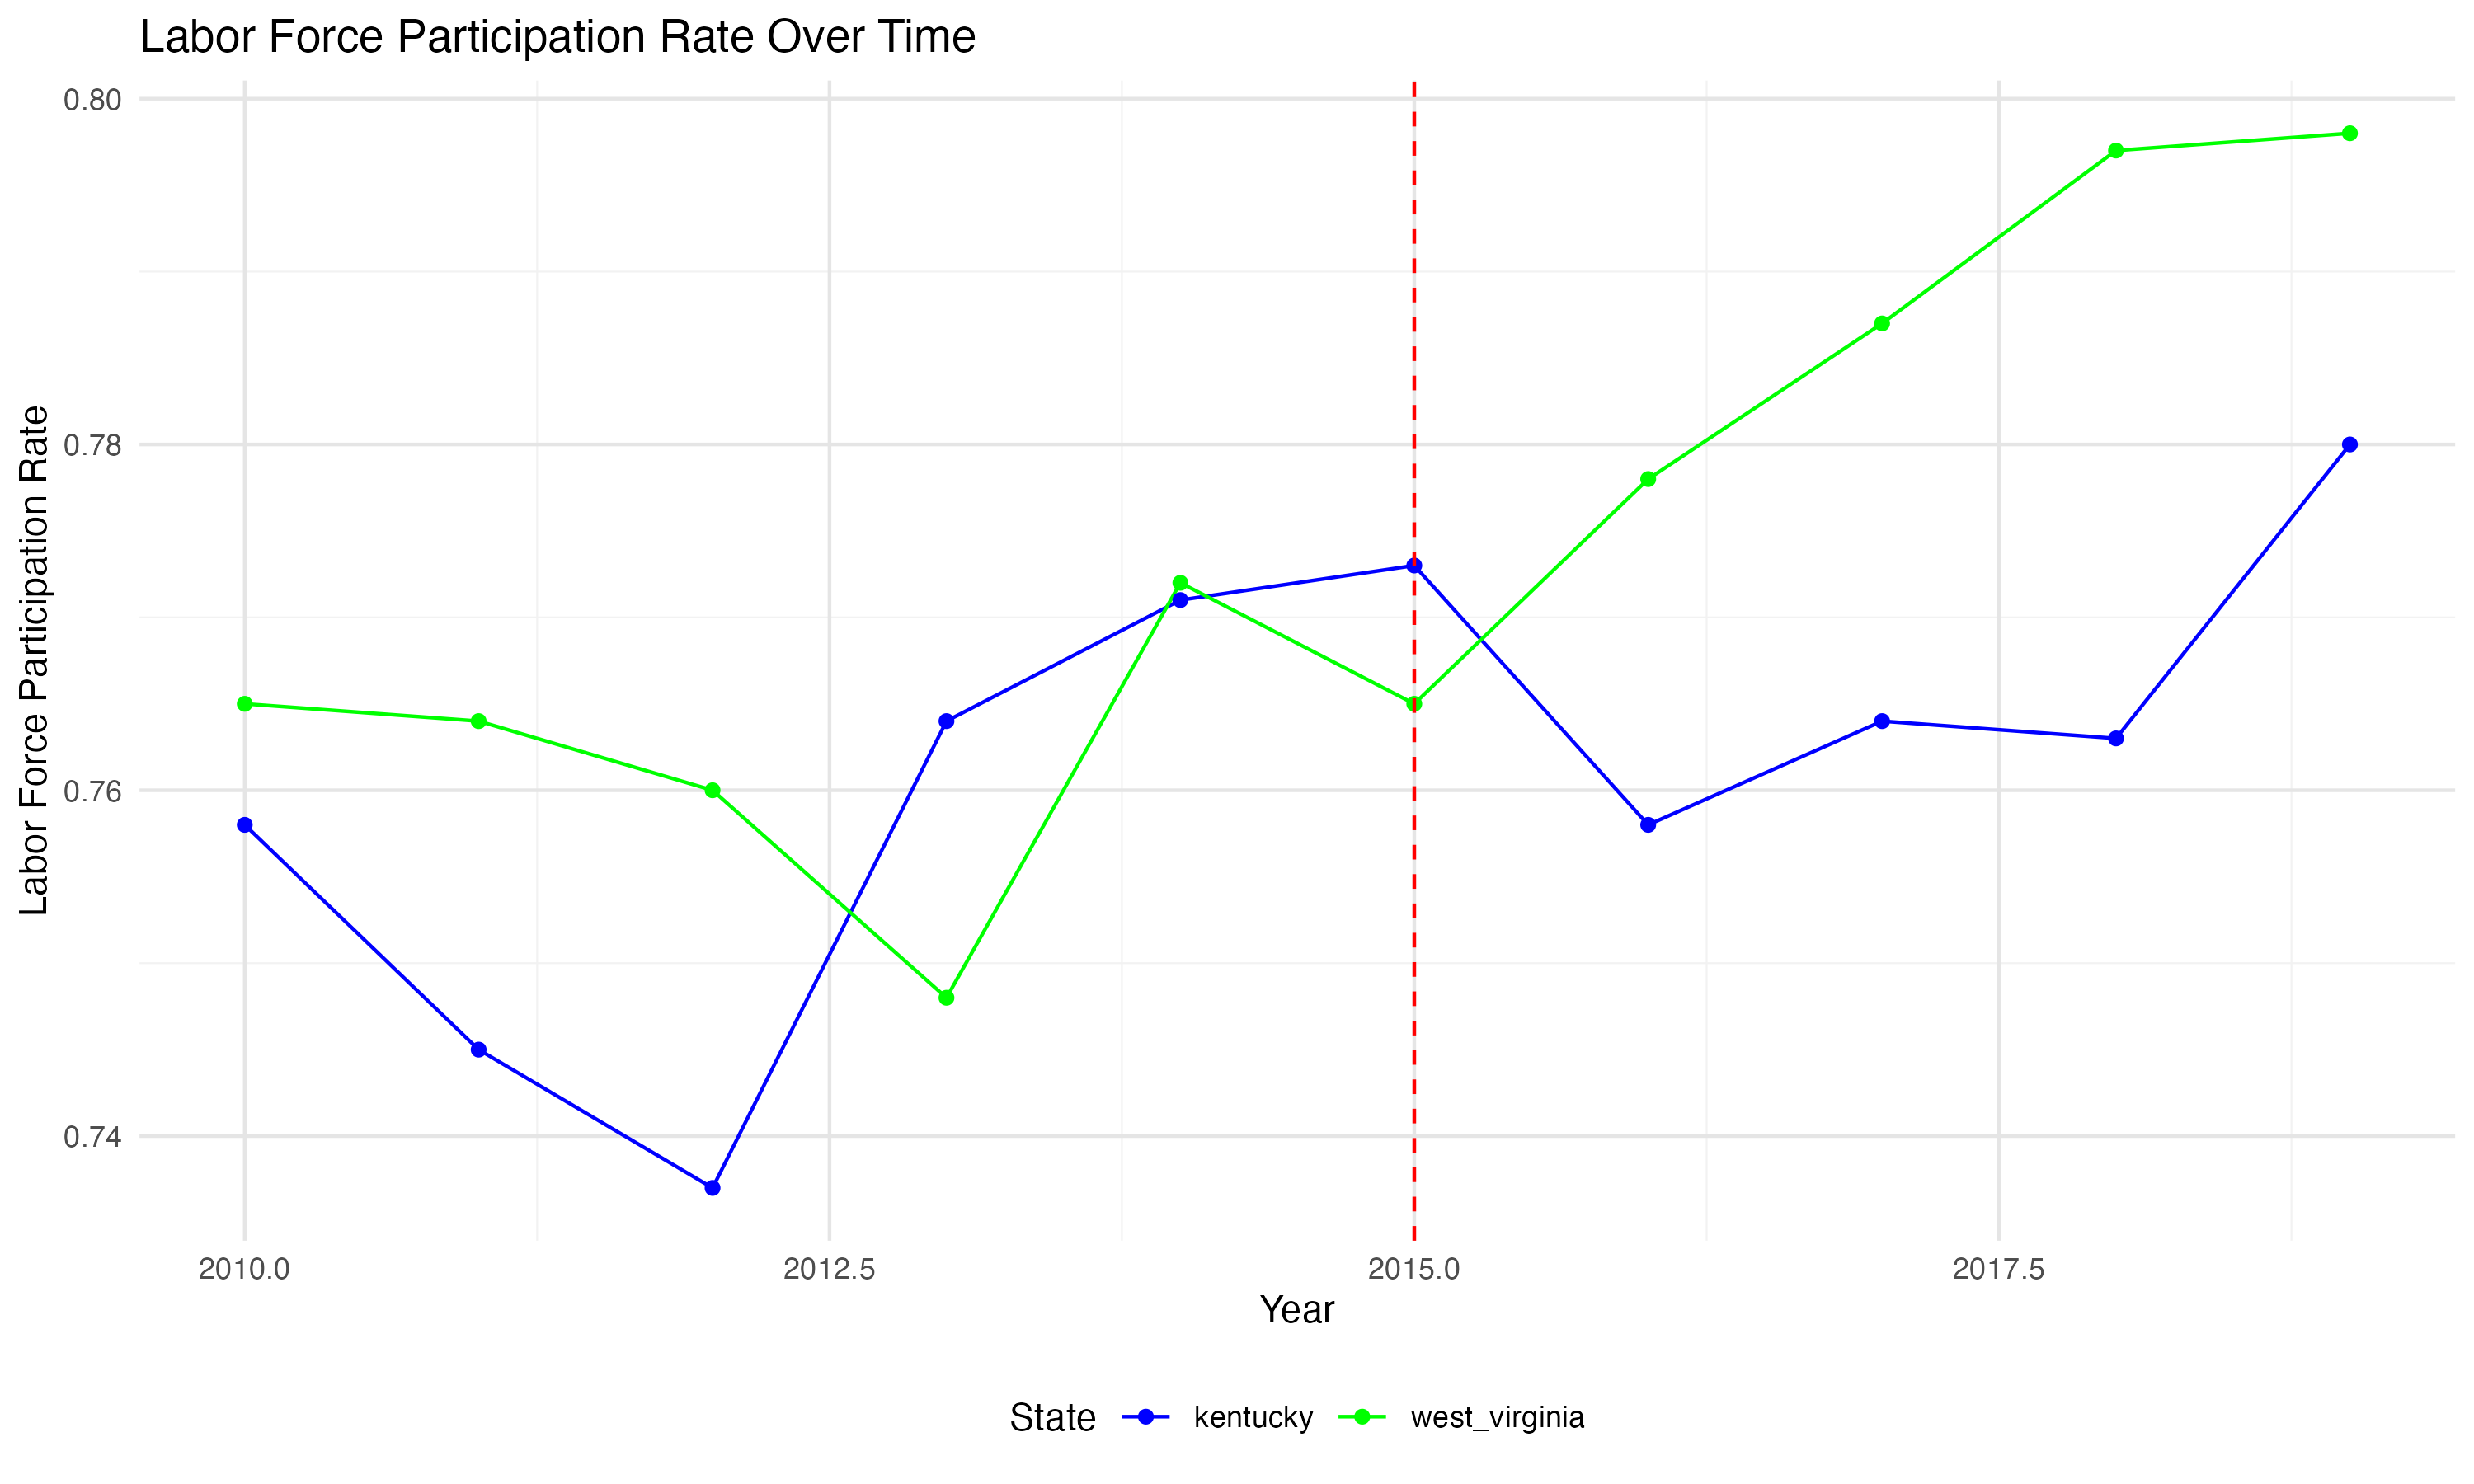 Labor Force Participation Rate Over Time
Labor Force Participation Rate
0.80
0.78
0.76
0.74
2010.0 2012.5 2015.0 2017.5
Year
State kentucky west_virginia